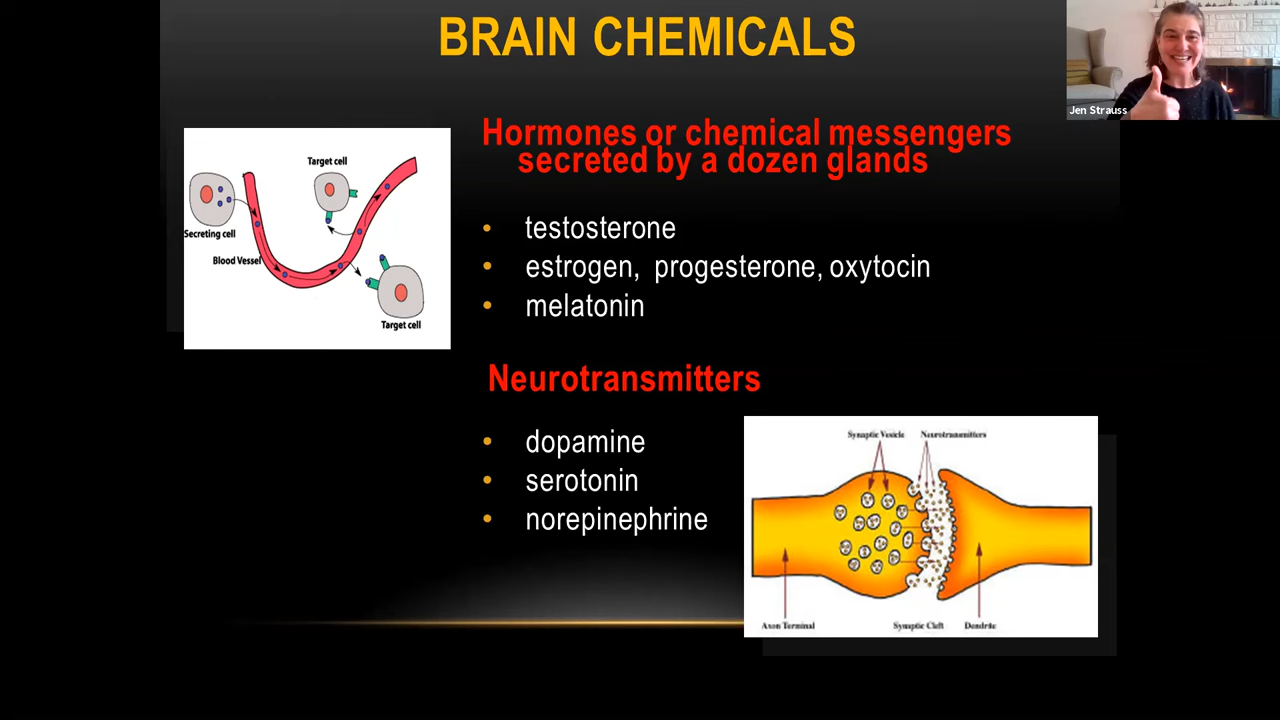 BRAIN CHEMICALS
Jen Strauss
Hormones or chemical messengers
secreted by a dozen glands
• testosterone
• estrogen, progesterone, oxytocin
• melatonin
Target cell
Secreting cell
Blood Vessel
Target cell
Neurotransmitters
• dopamine
• serotonin
• norepinephrine
Synaptic Vesicle
Neurotransmitters
Axon Terminal
Synaptic Cleft
Dendrite